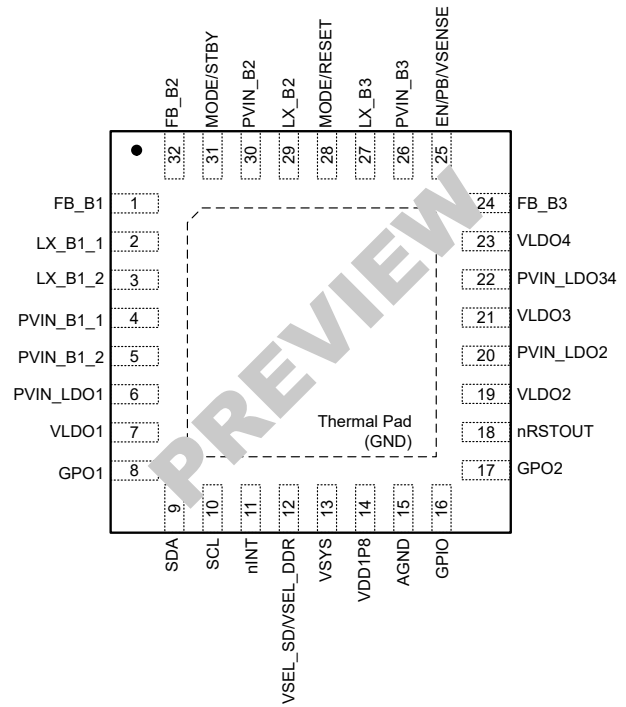 FB_B2
MODE/STBY
PVIN_B2
LX_B2
MODE/RESET
LX_B3
PVIN_B3
EN/PB/VSENSE
32
31
30
29
28
27
26
25
FB_B1 1
LX_B1_1 2
LX_B1_2 3
PVIN_B1_1 4
PVIN_B1_2 5
PVIN_LDO1 6
VLDO1 7
GPO1 8
24 FB_B3
23 VLDO4
22 PVIN_LDO34
21 VLDO3
20 PVIN_LDO2
19 VLDO2
18 nRSTOUT
17 GPO2
PREVIEW
Thermal Pad
(GND)
9
10
11
12
13
14
15
16
SDA
SCL
nINT
VSEL_SD/VSEL_DDR
VSYS
VDD1P8
AGND
GPIO